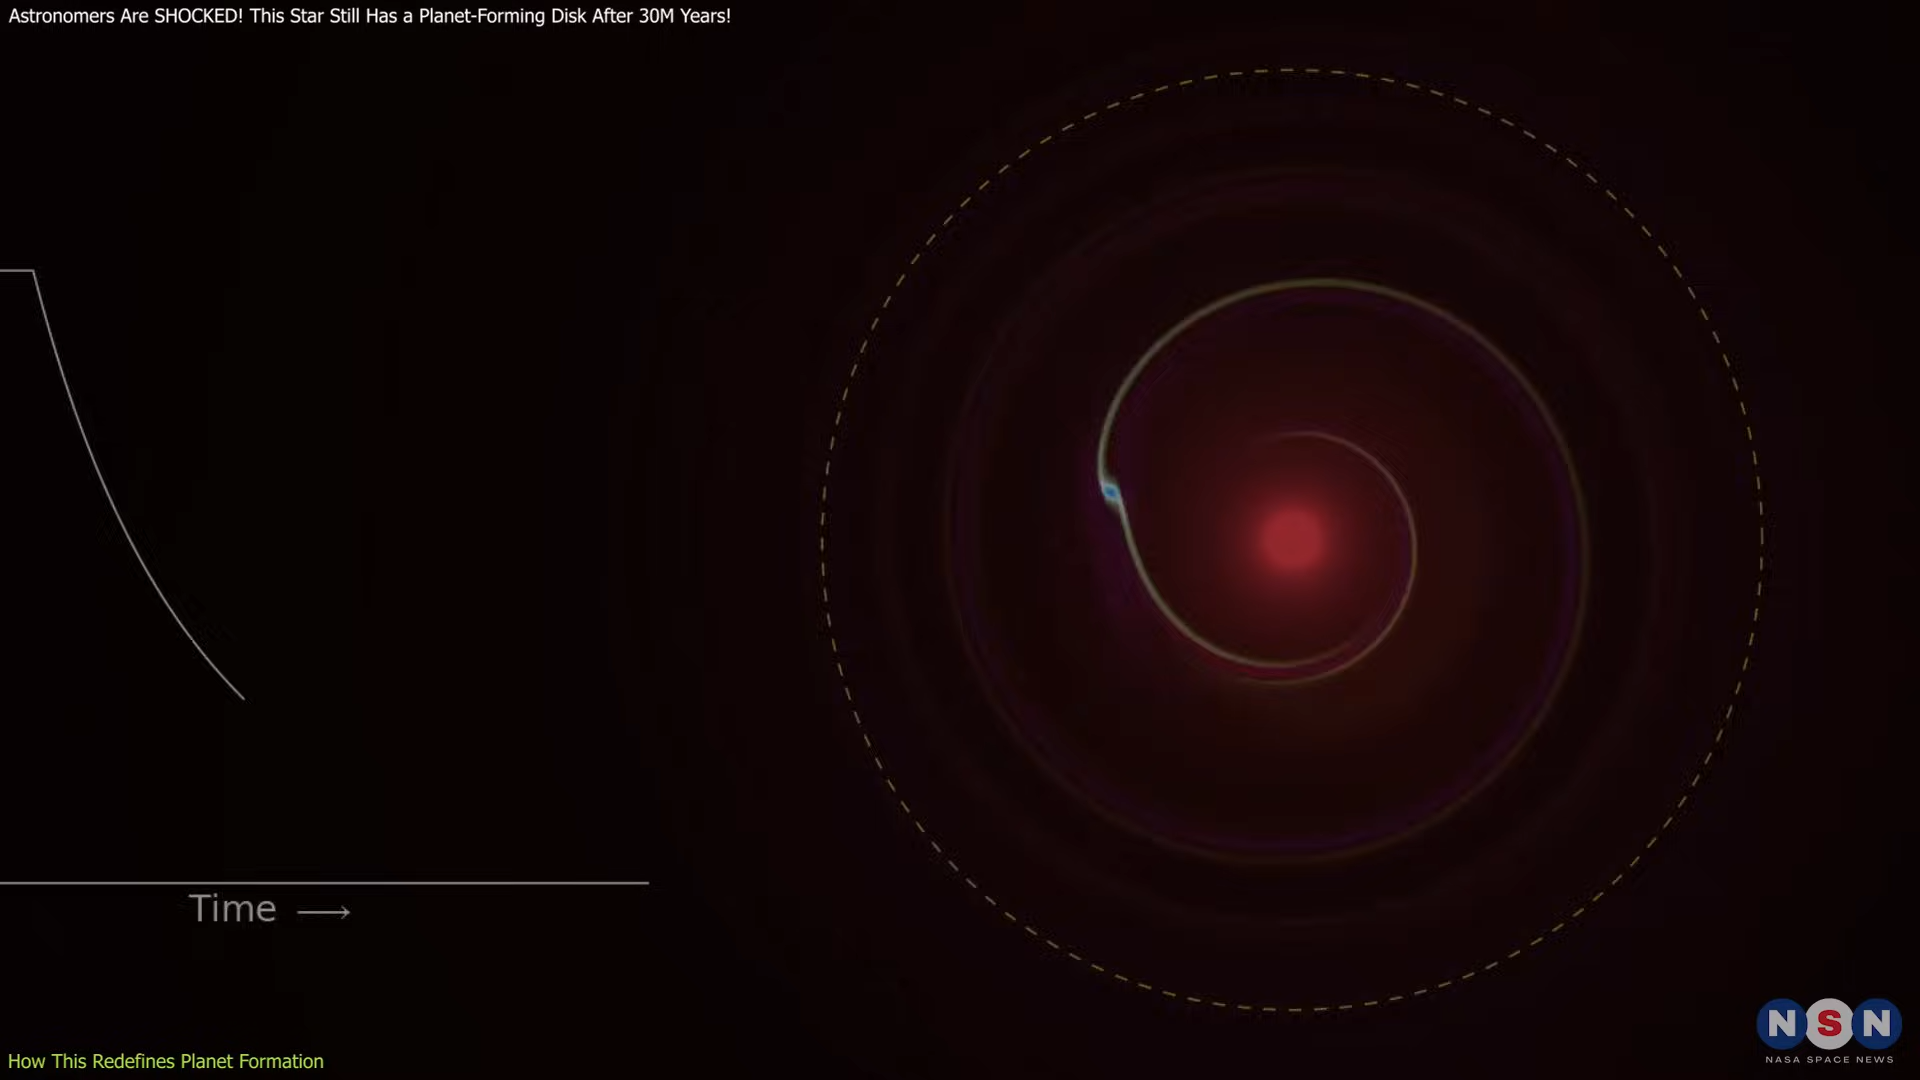 Astronomers Are SHOCKED! This Star Still Has a Planet-Forming Disk After 30M Years!
Time →
How This Redefines Planet Formation
NSN
NASA SPACE NEWS